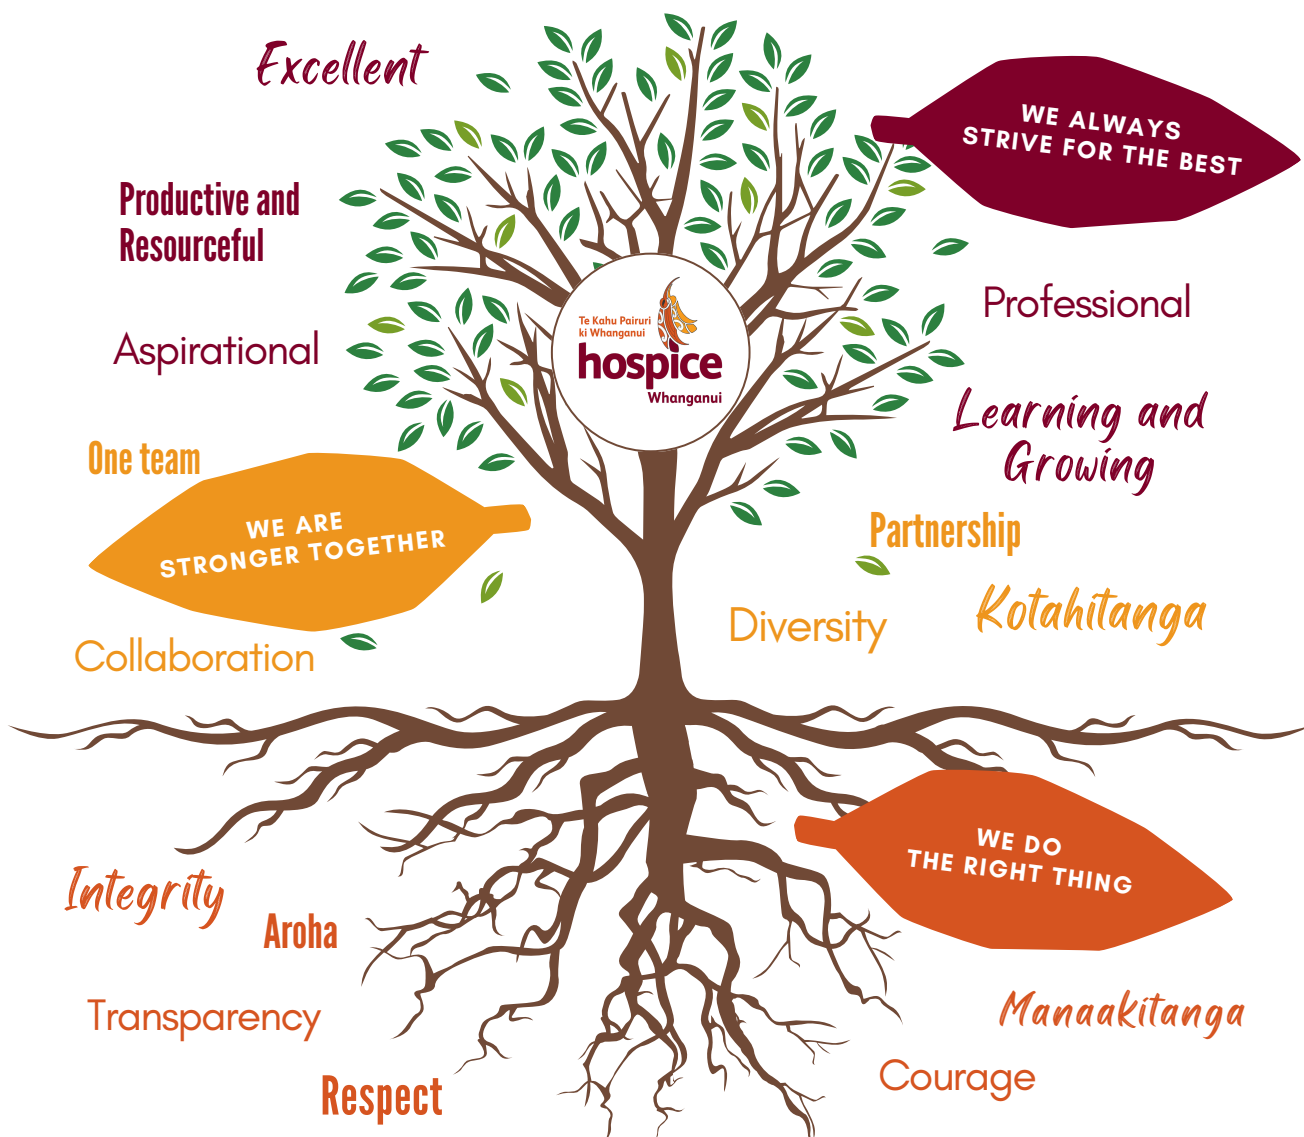 Excellent
WE ALWAYS
STRIVE FOR THE BEST
Productive and
Resourceful
Professional
Te Kahu Pairuri
ki Whanganui
hospice
Whanganui
Aspirational
Learning and
Growing
One team
WE ARE
STRONGER TOGETHER
Partnership
Kotahitanga
Diversity
Collaboration
WE DO
THE RIGHT THING
Integrity
Aroha
Transparency
Manaakitanga
Courage
Respect